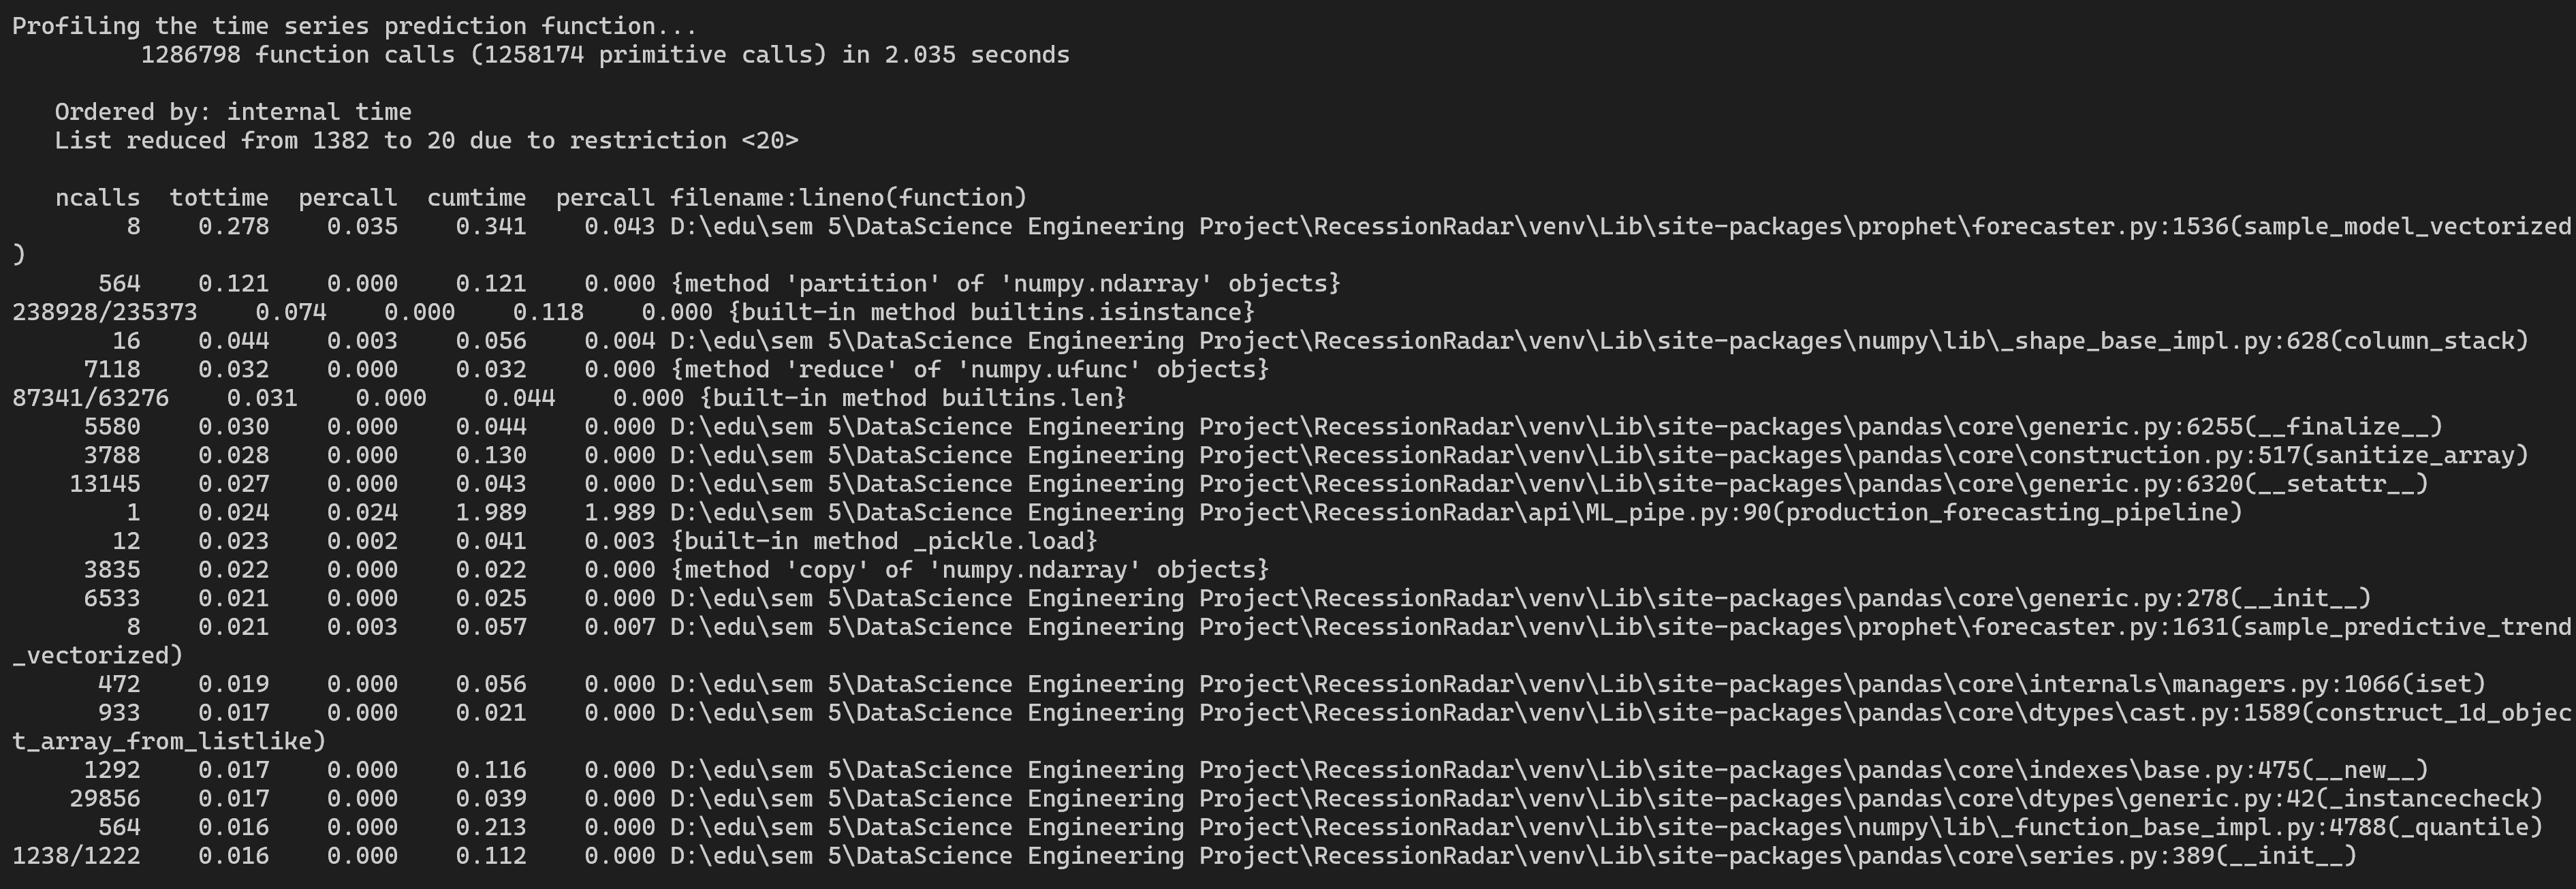 Profiling the time series prediction function...
         1286798 function calls (1258174 primitive calls) in 2.035 seconds

   Ordered by: internal time
   List reduced from 1382 to 20 due to restriction <20>

   ncalls  tottime  percall  cumtime  percall filename:lineno(function)
        8    0.278    0.035    0.341    0.043 D:\edu\sem 5\DataScience Engineering Project\RecessionRadar\venv\Lib\site-packages\prophet\forecaster.py:1536(sample_model_vectorized
)
      564    0.121    0.000    0.121    0.000 {method 'partition' of 'numpy.ndarray' objects}
238928/235373    0.074    0.000    0.118    0.000 {built-in method builtins.isinstance}
       16    0.044    0.003    0.056    0.004 D:\edu\sem 5\DataScience Engineering Project\RecessionRadar\venv\Lib\site-packages\numpy\lib\_shape_base_impl.py:628(column_stack)
     7118    0.032    0.000    0.032    0.000 {method 'reduce' of 'numpy.ufunc' objects}
87341/63276    0.031    0.000    0.044    0.000 {built-in method builtins.len}
     5580    0.030    0.000    0.044    0.000 D:\edu\sem 5\DataScience Engineering Project\RecessionRadar\venv\Lib\site-packages\pandas\core\generic.py:6255(__finalize__)
     3788    0.028    0.000    0.130    0.000 D:\edu\sem 5\DataScience Engineering Project\RecessionRadar\venv\Lib\site-packages\pandas\core\construction.py:517(sanitize_array)
    13145    0.027    0.000    0.043    0.000 D:\edu\sem 5\DataScience Engineering Project\RecessionRadar\venv\Lib\site-packages\pandas\core\generic.py:6320(__setattr__)
        1    0.024    0.024    1.989    1.989 D:\edu\sem 5\DataScience Engineering Project\RecessionRadar\api\ML_pipe.py:90(production_forecasting_pipeline)
       12    0.023    0.002    0.041    0.003 {built-in method _pickle.load}
     3835    0.022    0.000    0.022    0.000 {method 'copy' of 'numpy.ndarray' objects}
     6533    0.021    0.000    0.025    0.000 D:\edu\sem 5\DataScience Engineering Project\RecessionRadar\venv\Lib\site-packages\pandas\core\generic.py:278(__init__)
        8    0.021    0.003    0.057    0.007 D:\edu\sem 5\DataScience Engineering Project\RecessionRadar\venv\Lib\site-packages\prophet\forecaster.py:1631(sample_predictive_trend
_vectorized)
      472    0.019    0.000    0.056    0.000 D:\edu\sem 5\DataScience Engineering Project\RecessionRadar\venv\Lib\site-packages\pandas\core\internals\managers.py:1066(iset)
      933    0.017    0.000    0.021    0.000 D:\edu\sem 5\DataScience Engineering Project\RecessionRadar\venv\Lib\site-packages\pandas\core\dtypes\cast.py:1589(construct_1d_objec
t_array_from_listlike)
     1292    0.017    0.000    0.116    0.000 D:\edu\sem 5\DataScience Engineering Project\RecessionRadar\venv\Lib\site-packages\pandas\core\indexes\base.py:475(__new__)
    29856    0.017    0.000    0.039    0.000 D:\edu\sem 5\DataScience Engineering Project\RecessionRadar\venv\Lib\site-packages\pandas\core\dtypes\generic.py:42(_instancecheck)
      564    0.016    0.000    0.213    0.000 D:\edu\sem 5\DataScience Engineering Project\RecessionRadar\venv\Lib\site-packages\numpy\lib\_function_base_impl.py:4788(_quantile)
1238/1222    0.016    0.000    0.112    0.000 D:\edu\sem 5\DataScience Engineering Project\RecessionRadar\venv\Lib\site-packages\pandas\core\series.py:389(__init__)